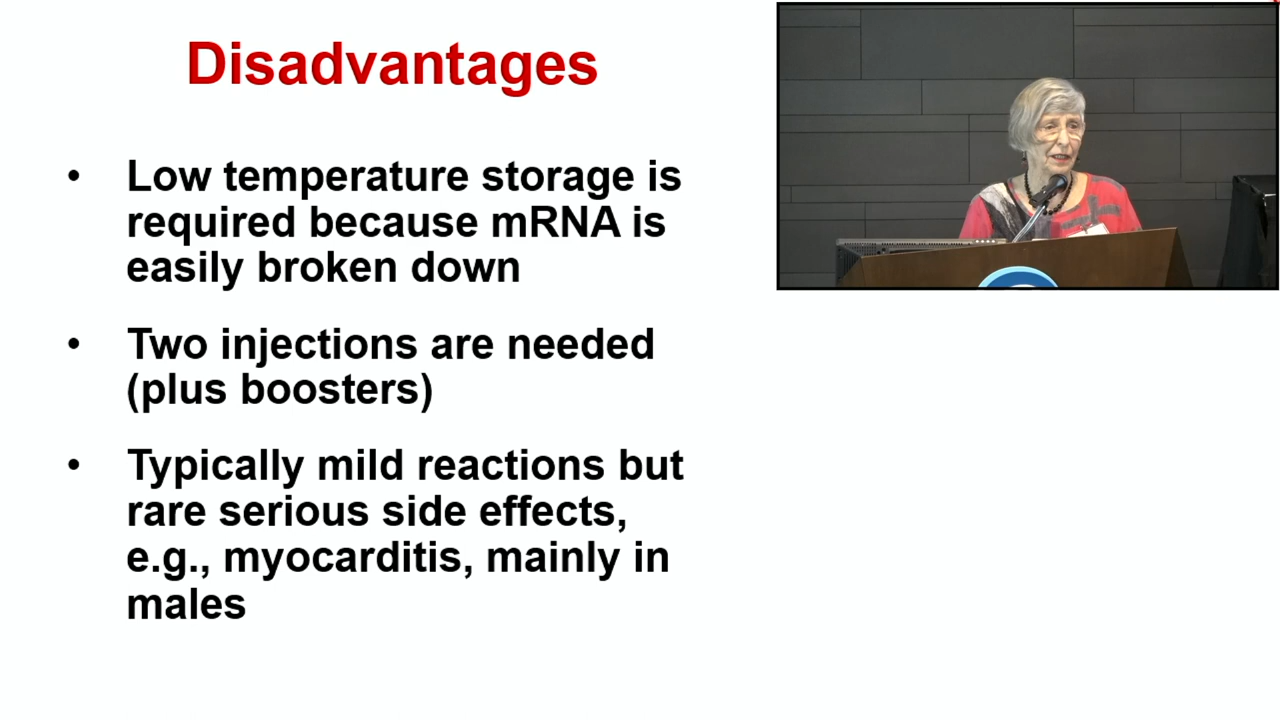 Disadvantages
• Low temperature storage is
required because mRNA is
easily broken down
• Two injections are needed
(plus boosters)
• Typically mild reactions but
rare serious side effects,
e.g., myocarditis, mainly in
males